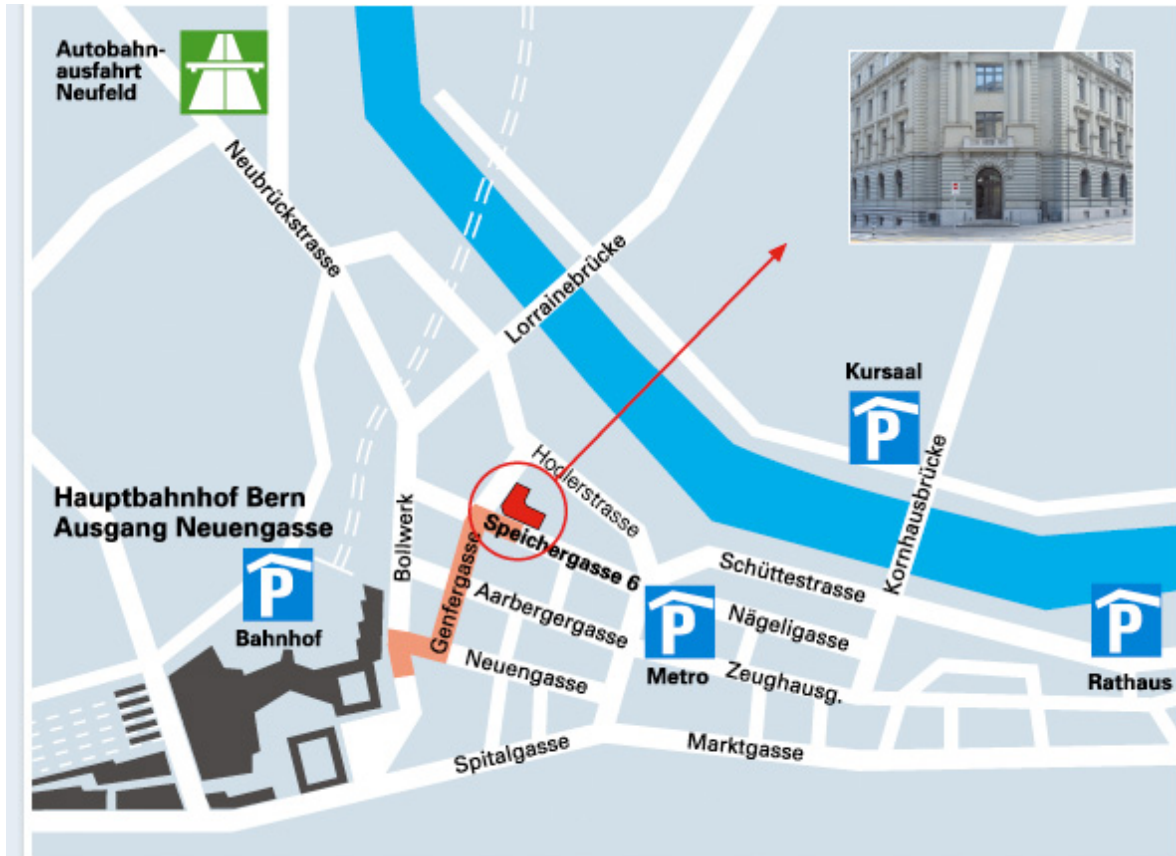 Autobahn-
ausfahrt
Neufeld
Neubrückstrasse
Lorrainebrücke
Kursaal
P
Kornhausbrücke
Hodlerstrasse
Hauptbahnhof Bern
Ausgang Neuengasse
P
Bahnhof
Bollwerk
Genfergasse
Speichergasse 6
Aarbergergasse
Neuengasse
P
Metro
Schüttestrasse
Nägeligasse
Zeughausg.
P
Rathaus
Spitalgasse
Marktgasse